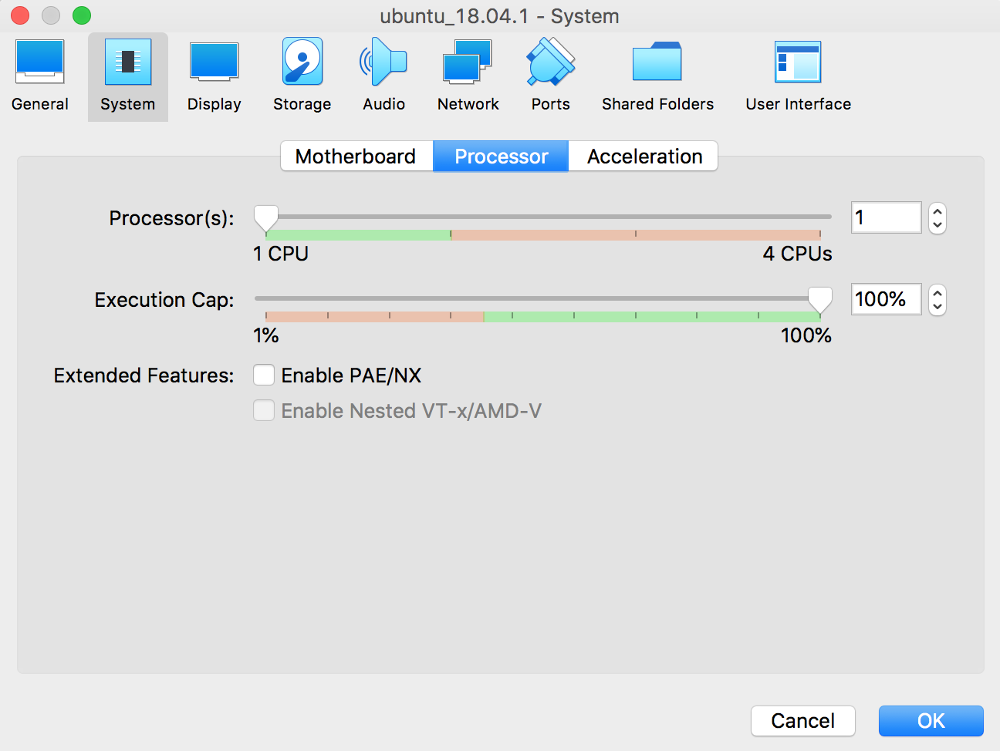 ubuntu_18.04.1 - System
General System Display Storage Audio Network Ports Shared Folders User Interface
Motherboard Processor Acceleration
Processor(s): 1
1 CPU 4 CPUs
Execution Cap: 100%
1% 100%
Extended Features: Enable PAE/NX
Enable Nested VT-x/AMD-V
Cancel OK